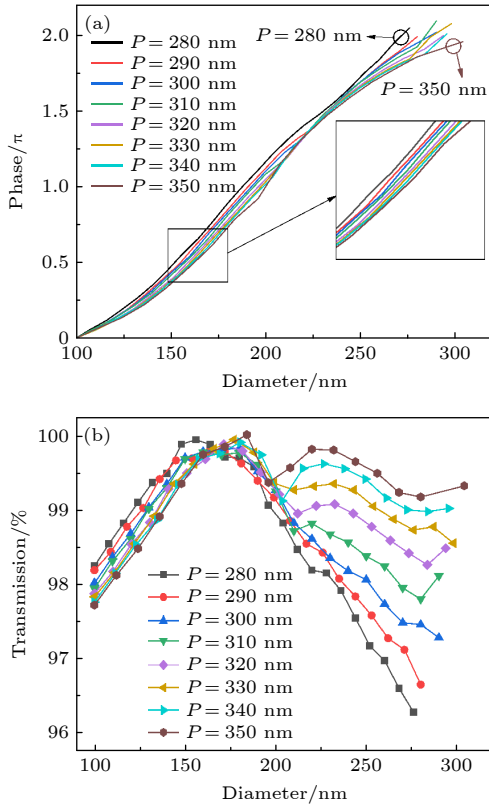 (a)
P = 280 nm
P = 290 nm
P = 300 nm
P = 310 nm
P = 320 nm
P = 330 nm
P = 340 nm
P = 350 nm
P = 280 nm
P = 350 nm
Phase/π
2.0
1.5
1.0
0.5
0
100
150
200
250
300
Diameter/nm
(b)
Transmission/%
100
99
98
97
96
P = 280 nm
P = 290 nm
P = 300 nm
P = 310 nm
P = 320 nm
P = 330 nm
P = 340 nm
P = 350 nm
100
150
200
250
300
Diameter/nm